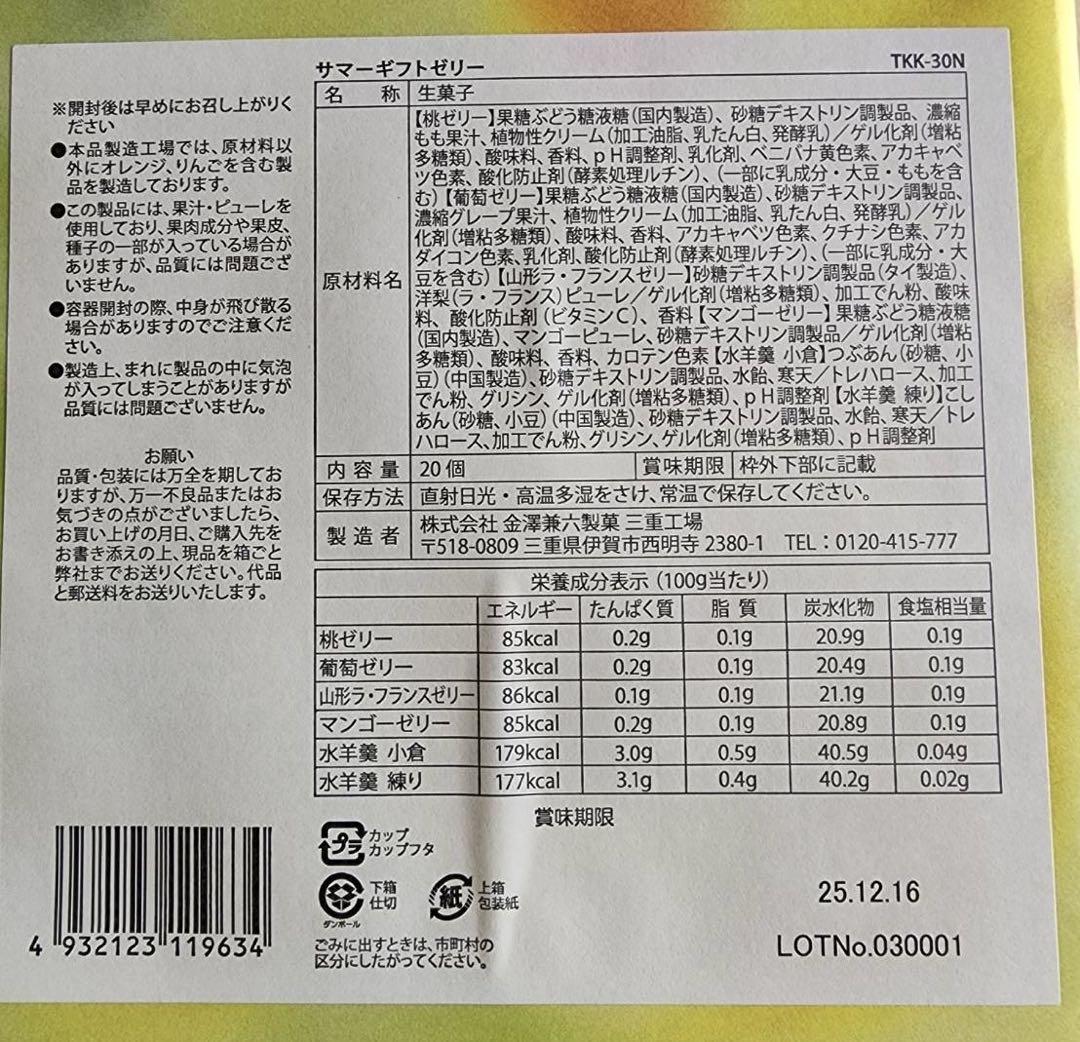 サマーギフトゼリー
TKK-30N
※開封後は早めにお召し上がりく
ださい
●本品製造工場では、原材料以
外にオレンジ、りんごを含む製
品を製造しております。
●この製品には、果汁・ピューレを
使用しており、果肉成分や果皮、
種子の一部が入っている場合が
ありますが、品質には問題ござ
いません。
●容器開封の際、中身が飛び散る
場合がありますのでご注意くだ
さい。
●製造上、まれに製品の中に気泡
が入ってしまうことがありますが
品質には問題ございません。
お願い
品質・包装には万全を期してお
りますが、万一不良品またはお
気づきの点がございましたら、
お買い上げの月日、ご購入先を
お書き添えの上、現品を箱ごと
弊社までお送りください。代品
と郵送料をお送りいたします。
名 称 生菓子
原材料名
【桃ゼリー】果糖ぶどう糖液糖（国内製造）、砂糖デキストリン調製品、濃縮
もも果汁、植物性クリーム（加工油脂、乳たん白、発酵乳）／ゲル化剤（増粘
多糖類）、酸味料、香料、pH調整剤、乳化剤、ベニバナ黄色素、アカキャベ
ツ色素、酸化防止剤（酵素処理ルチン）、（一部に乳成分・大豆・ももを含
む）【葡萄ゼリー】果糖ぶどう糖液糖（国内製造）、砂糖デキストリン調製品、
濃縮グレープ果汁、植物性クリーム（加工油脂、乳たん白、発酵乳）／ゲル
化剤（増粘多糖類）、酸味料、香料、アカキャベツ色素、クチナシ色素、アカ
ダイコン色素、乳化剤、酸化防止剤（酵素処理ルチン）、（一部に乳成分・大
豆を含む）【山形ラ・フランスゼリー】砂糖デキストリン調製品（タイ製造）、
洋梨（ラ・フランス）ピューレ／ゲル化剤（増粘多糖類）、加工でん粉、酸味
料、酸化防止剤（ビタミンC）、香料【マンゴーゼリー】果糖ぶどう糖液糖
（国内製造）、マンゴーピューレ、砂糖デキストリン調製品／ゲル化剤（増粘
多糖類）、酸味料、香料、カロテン色素【水羊羹 小倉】つぶあん（砂糖、小
豆）（中国製造）、砂糖デキストリン調製品、水飴、寒天／トレハロース、加工
でん粉、グリシン、ゲル化剤（増粘多糖類）、pH調整剤【水羊羹 練り】こし
あん（砂糖、小豆）（中国製造）、砂糖デキストリン調製品、水飴、寒天／トレ
ハロース、加工でん粉、グリシン、ゲル化剤（増粘多糖類）、pH調整剤
内容量 20個 賞味期限 枠外下部に記載
保存方法 直射日光・高温多湿をさけ、常温で保存してください。
製造者 株式会社 金澤兼六製菓 三重工場
〒518-0809 三重県伊賀市西明寺 2380-1 TEL：0120-415-777
栄養成分表示（100g当たり）
エネルギー たんぱく質 脂質 炭水化物 食塩相当量
桃ゼリー 85kcal 0.2g 0.1g 20.9g 0.1g
葡萄ゼリー 83kcal 0.2g 0.1g 20.4g 0.1g
山形ラ・フランスゼリー 86kcal 0.1g 0.1g 21.1g 0.1g
マンゴーゼリー 85kcal 0.2g 0.1g 20.8g 0.1g
水羊羹 小倉 179kcal 3.0g 0.5g 40.5g 0.04g
水羊羹 練り 177kcal 3.1g 0.4g 40.2g 0.02g
賞味期限
プラ カップ
カップフタ
下箱
仕切
ダンボール
紙 上箱
包装紙
ごみに出すときは、市町村の
区分にしたがってください。
25.12.16
LOTNo.030001
4 932123 119634